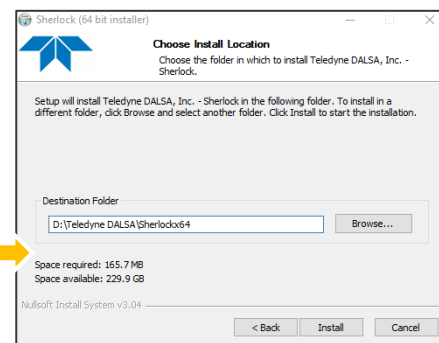 Sherlock (64 bit installer)
Choose Install Location
Choose the folder in which to install Teledyne DALSA, Inc. -
Sherlock.
Setup will install Teledyne DALSA, Inc. - Sherlock in the following folder. To install in a
different folder, click Browse and select another folder. Click Install to start the installation.
Destination Folder
D:\Teledyne DALSA\Sherlockx64
Browse...
Space required: 165.7 MB
Space available: 229.9 GB
Nullsoft Install System v3.04
< Back
Install
Cancel